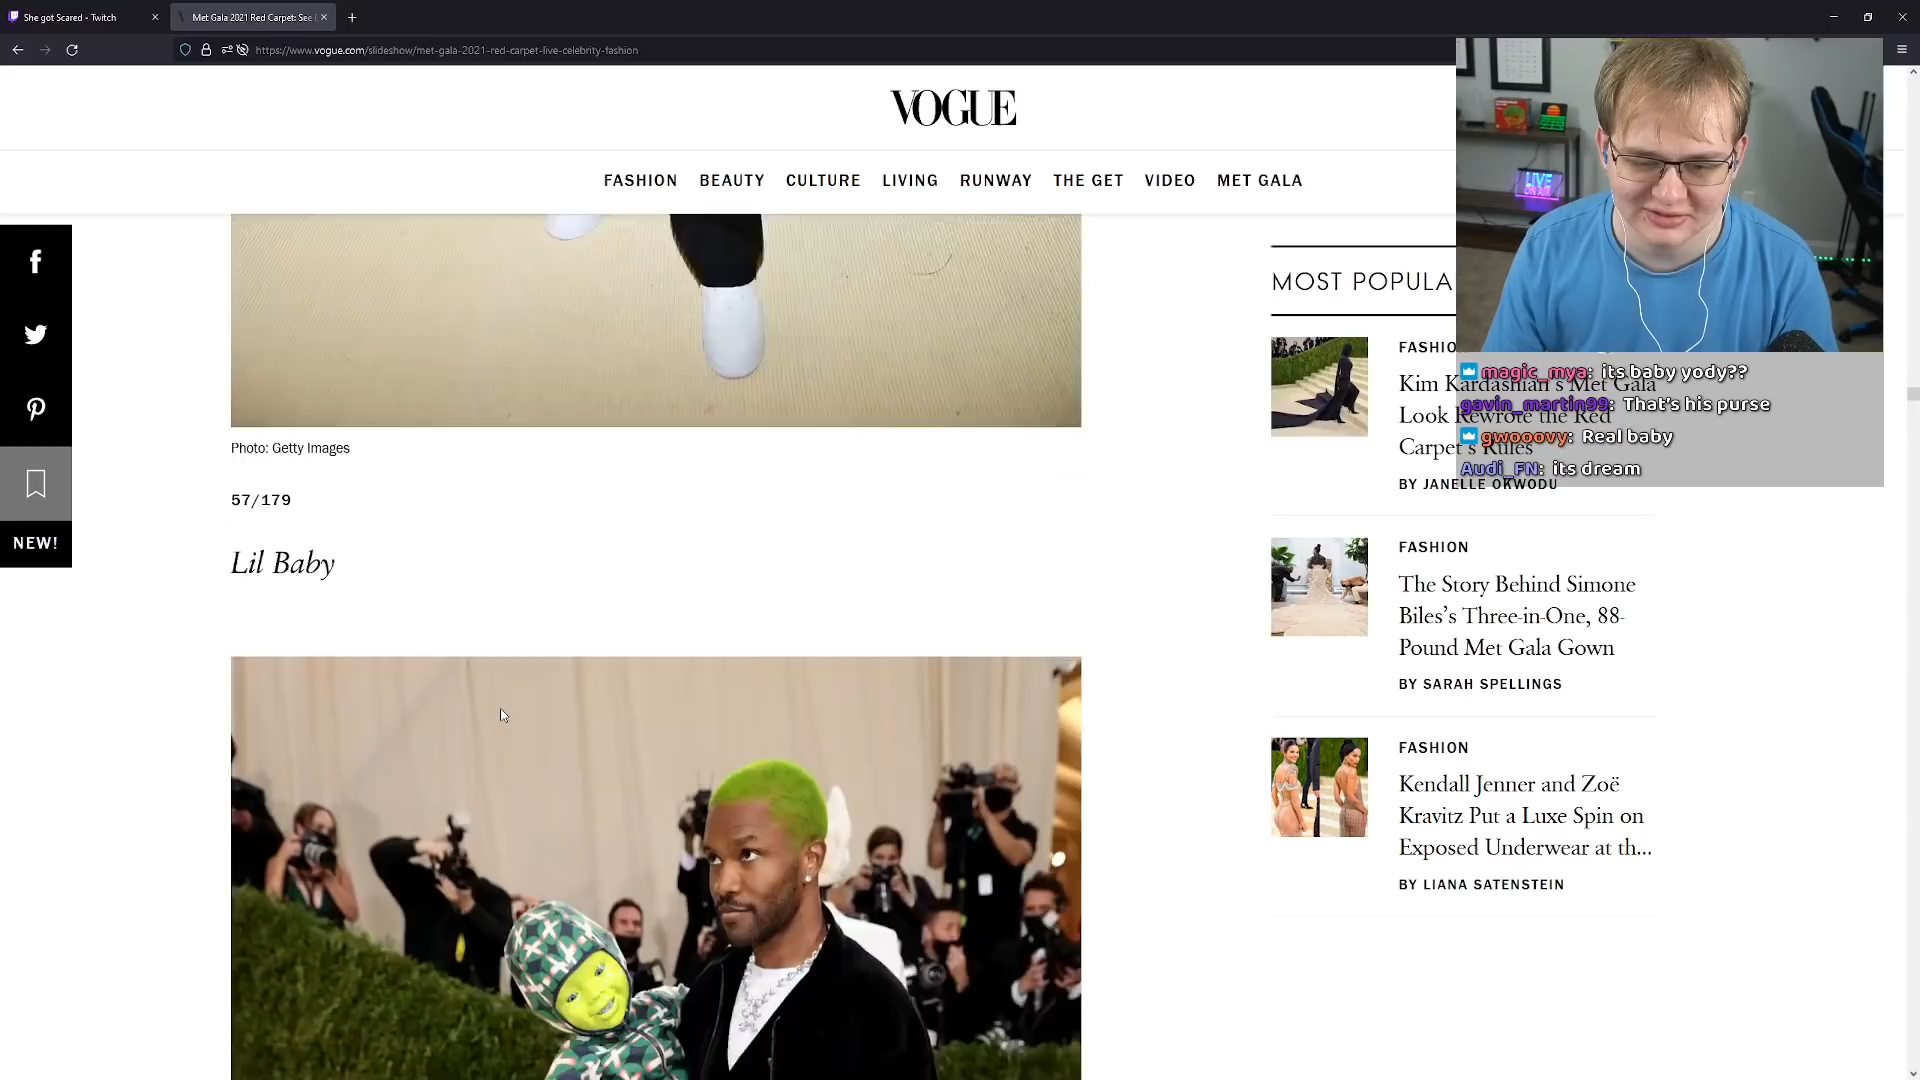 She got Scared - Twitch
Met Gala 2021 Red Carpet: See E
https://www.vogue.com/slideshow/met-gala-2021-red-carpet-live-celebrity-fashion
VOGUE
FASHION BEAUTY CULTURE LIVING RUNWAY THE GET VIDEO MET GALA
NEW!
Photo: Getty Images
57/179
Lil Baby
MOST POPULA
FASHIO
Kim Kardashian's Met Gala
Look Rewrote the Red
Carpet's Rules
BY JANELLE OKWODU
FASHION
The Story Behind Simone
Biles's Three-in-One, 88-
Pound Met Gala Gown
BY SARAH SPELLINGS
FASHION
Kendall Jenner and Zoë
Kravitz Put a Luxe Spin on
Exposed Underwear at th...
BY LIANA SATENSTEIN
LIVE
magic_mya: its baby yody??
gavin_martin99: That's his purse
gwooovy: Real baby
Audi_FN: its dream